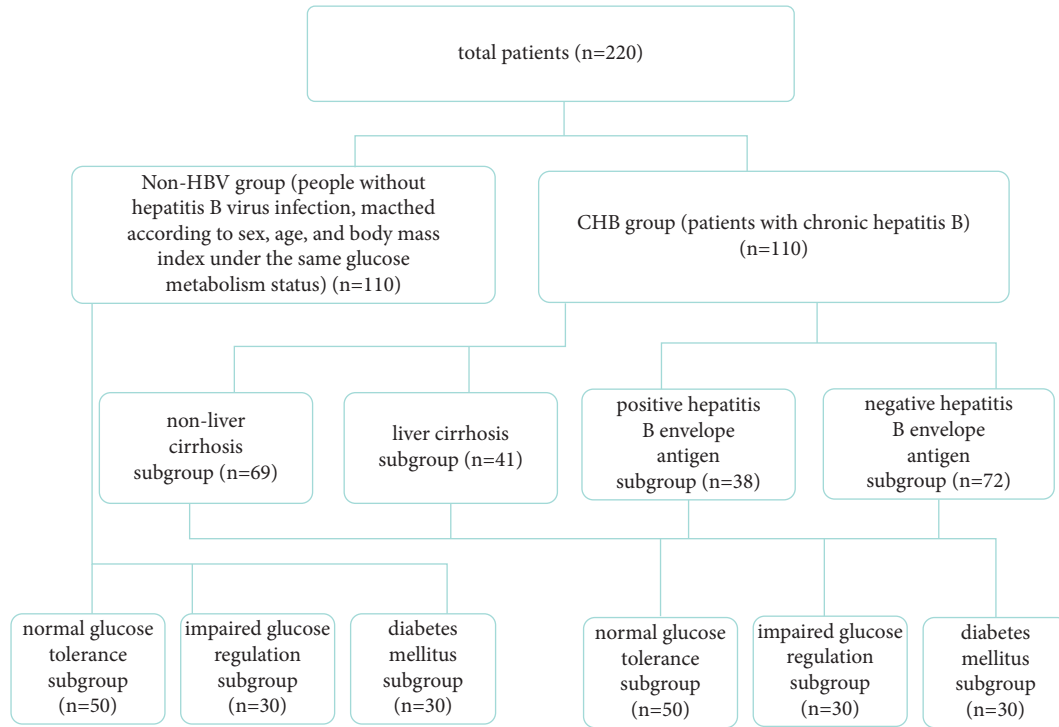 total patients (n=220)
Non-HBV group (people without
hepatitis B virus infection, macthed
according to sex, age, and body mass
index under the same glucose
metabolism status) (n=110)
CHB group (patients with chronic hepatitis B)
(n=110)
non-liver
cirrhosis
subgroup (n=69)
liver cirrhosis
subgroup (n=41)
positive hepatitis
B envelope
antigen
subgroup (n=38)
negative hepatitis
B envelope
antigen
subgroup (n=72)
normal glucose
tolerance
subgroup
(n=50)
impaired glucose
regulation
subgroup
(n=30)
diabetes
mellitus
subgroup
(n=30)
normal glucose
tolerance
subgroup
(n=50)
impaired glucose
regulation
subgroup
(n=30)
diabetes
mellitus
subgroup
(n=30)